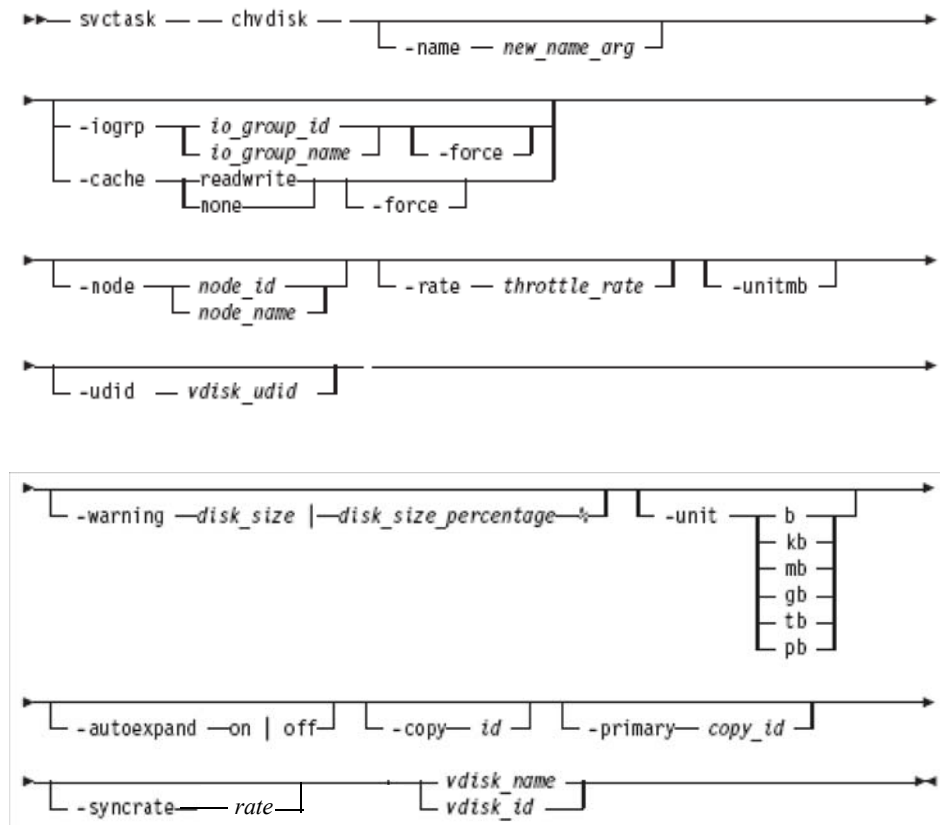 svctask chvdisk
-name new_name_arg
-iogrp io_group_id
io_group_name -force
-cache readwrite
none -force
-node node_id -rate throttle_rate -unitmb
node_name
-udid vdisk_udid
-warning disk_size | disk_size_percentage % -unit b
kb
mb
gb
tb
pb
-autoexpand on | off -copy id -primary copy_id
vdisk_name
-syncrate rate vdisk_id